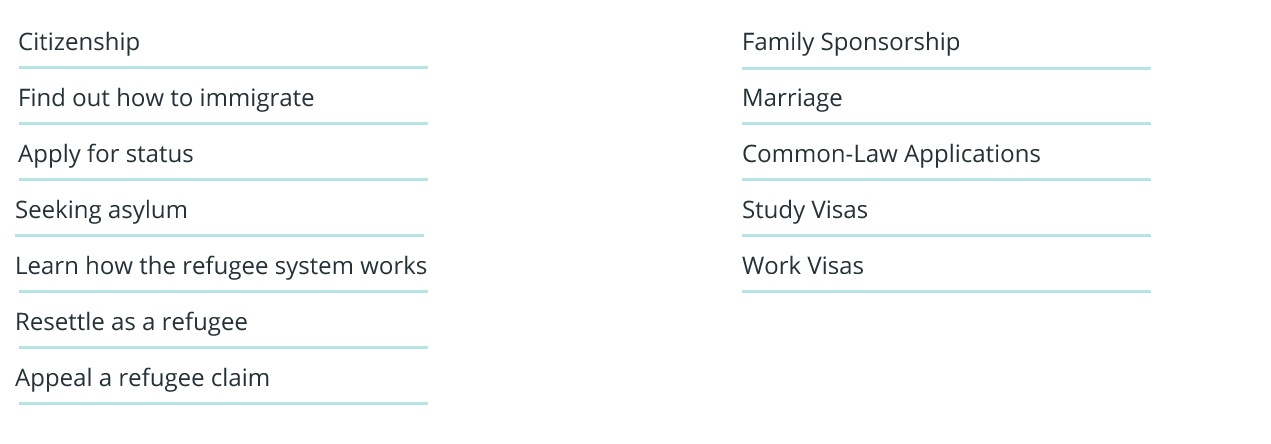 Citizenship
Find out how to immigrate
Apply for status
Seeking asylum
Learn how the refugee system works
Resettle as a refugee
Appeal a refugee claim
Family Sponsorship
Marriage
Common-Law Applications
Study Visas
Work Visas